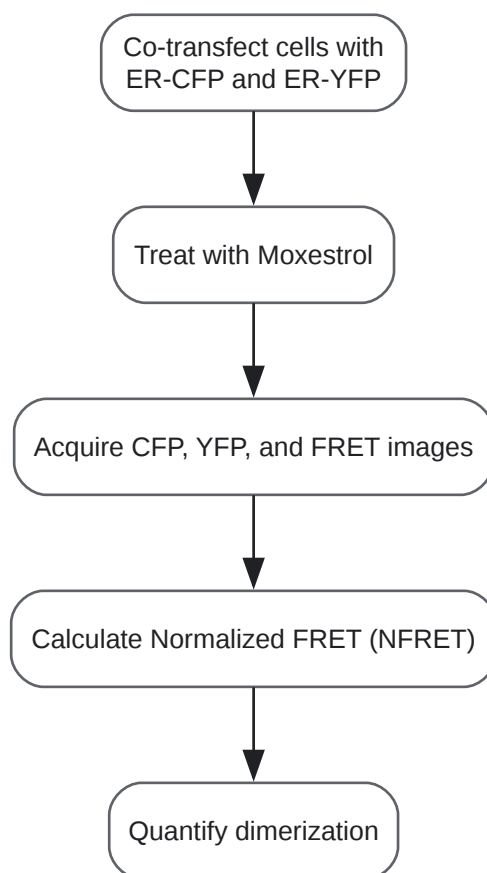 Co-transfect cells with
ER-CFP and ER-YFP
Treat with Moxestrol
Acquire CFP, YFP, and FRET images
Calculate Normalized FRET (NFRET)
Quantify dimerization